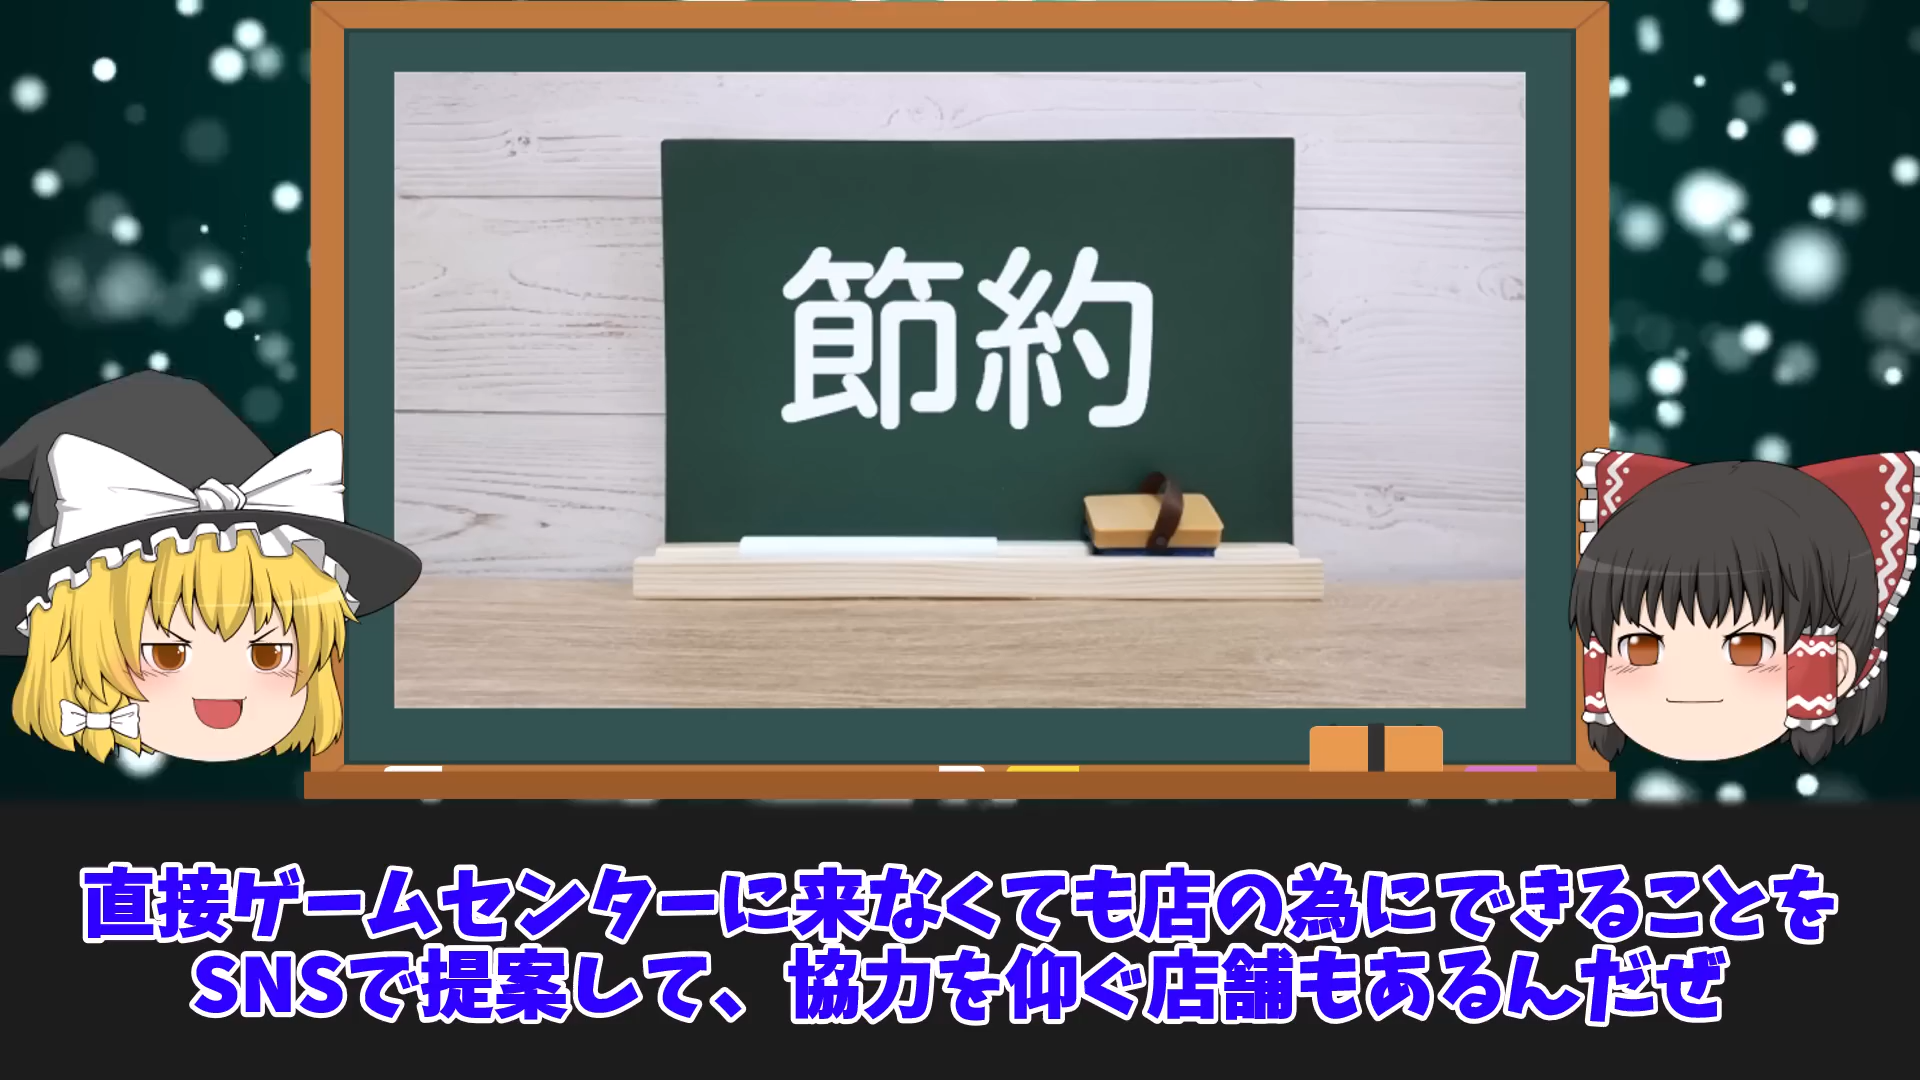 節約
直接ゲームセンターに来なくても店の為にできることを
SNSで提案して、協力を仰ぐ店舗もあるんだぜ